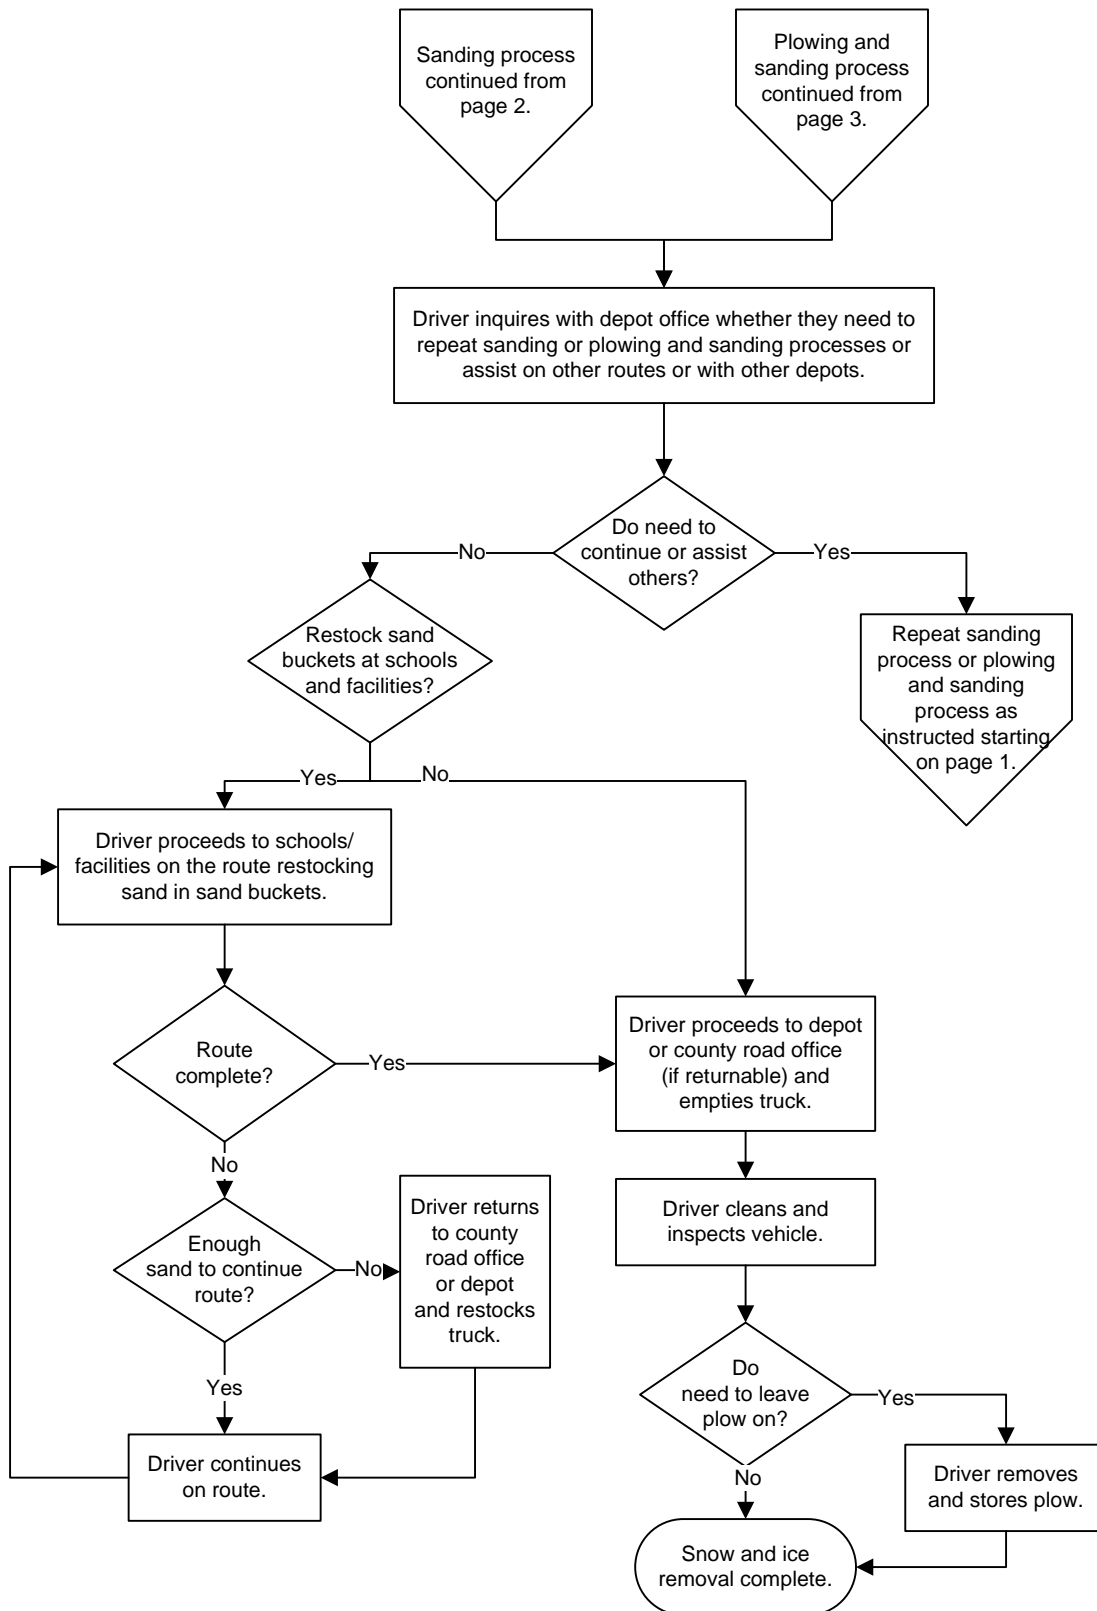 Sanding process
continued from
page 2.
Plowing and
sanding process
continued from
page 3.
Driver inquires with depot office whether they need to
repeat sanding or plowing and sanding processes or
assist on other routes or with other depots.
Do need to
continue or assist
others?
No
Yes
Restock sand
buckets at schools
and facilities?
Repeat sanding
process or plowing
and sanding
process as
instructed starting
on page 1.
Yes
No
Driver proceeds to schools/
facilities on the route restocking
sand in sand buckets.
Route
complete?
Yes
Driver proceeds to depot
or county road office
(if returnable) and
empties truck.
No
Enough
sand to continue
route?
No
Driver returns
to county
road office
or depot
and restocks
truck.
Driver cleans and
inspects vehicle.
Yes
Do
need to leave
plow on?
Yes
Driver continues
on route.
No
Driver removes
and stores plow.
Snow and ice
removal complete.